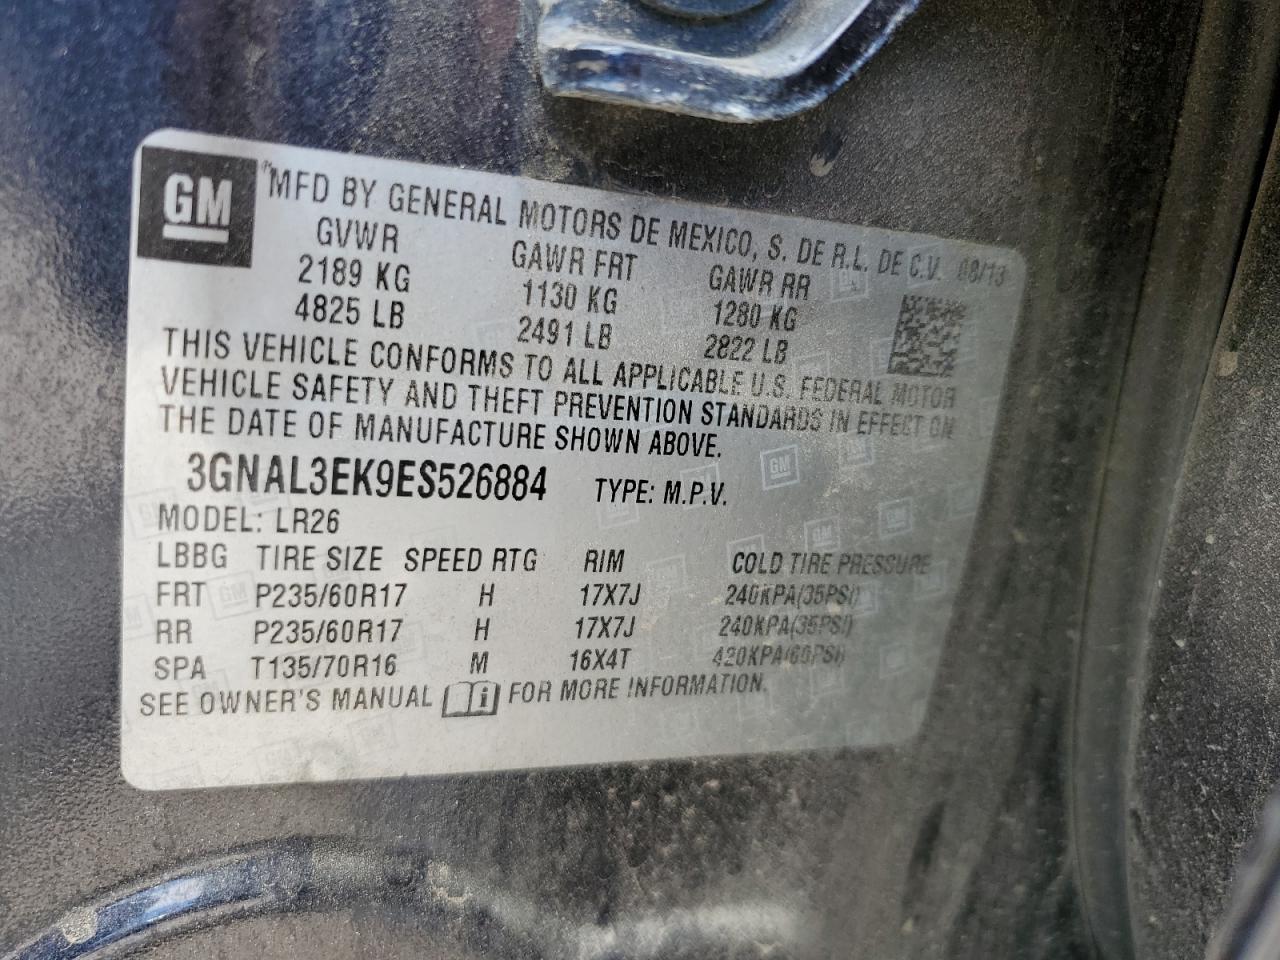 GM
MFD BY GENERAL MOTORS DE MEXICO, S. DE R.L. DE C.V. 08/13
GVWR GAWR FRT GAWR RR
2189 KG 1130 KG 1280 KG
4825 LB 2491 LB 2822 LB
THIS VEHICLE CONFORMS TO ALL APPLICABLE U.S. FEDERAL MOTOR
VEHICLE SAFETY AND THEFT PREVENTION STANDARDS IN EFFECT ON
THE DATE OF MANUFACTURE SHOWN ABOVE.
3GNAL3EK9ES526884 TYPE: M.P.V.
MODEL: LR26
LBBG TIRE SIZE SPEED RTG RIM COLD TIRE PRESSURE
FRT P235/60R17 H 17X7J 240KPA(35PSI)
RR P235/60R17 H 17X7J 240KPA(35PSI)
SPA T135/70R16 M 16X4T 420KPA(60PSI)
SEE OWNER'S MANUAL i FOR MORE INFORMATION.